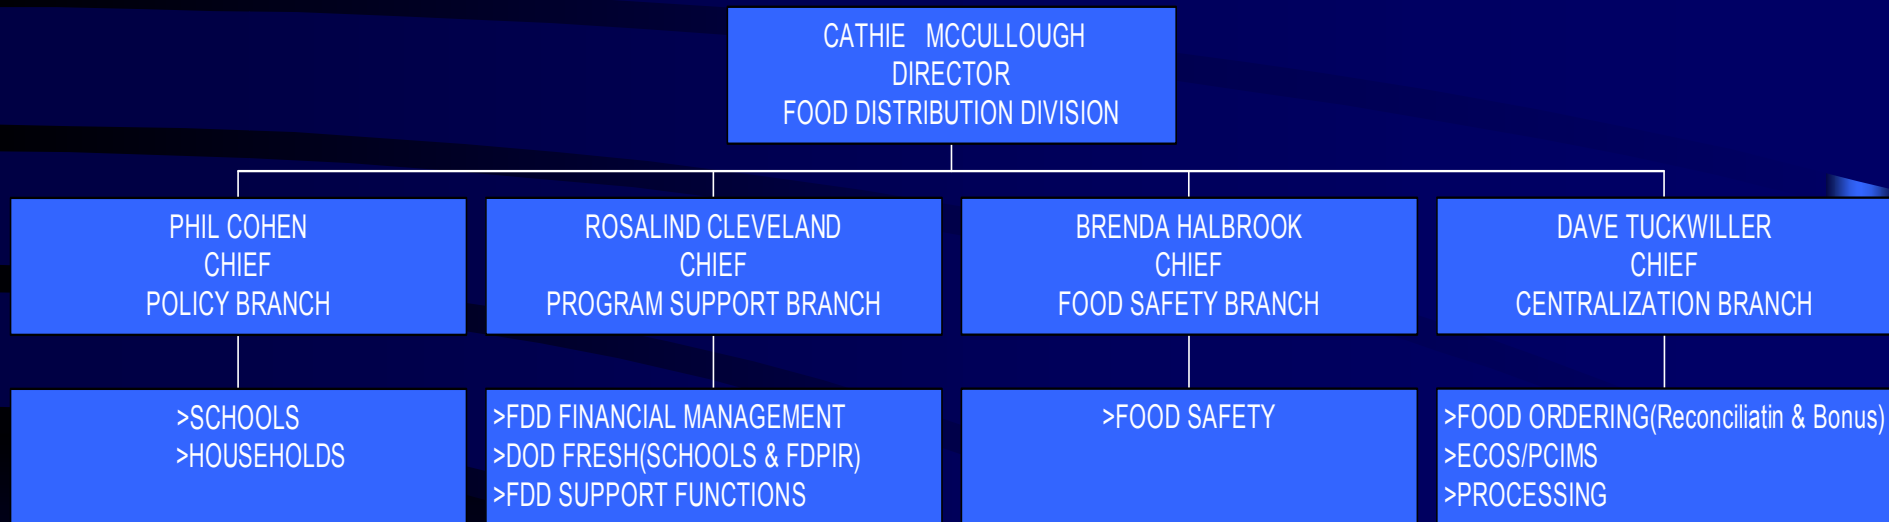 CATHIE MCCULLOUGH
DIRECTOR
FOOD DISTRIBUTION DIVISION
PHIL COHEN
CHIEF
POLICY BRANCH
ROSALIND CLEVELAND
CHIEF
PROGRAM SUPPORT BRANCH
BRENDA HALBROOK
CHIEF
FOOD SAFETY BRANCH
DAVE TUCKWILLER
CHIEF
CENTRALIZATION BRANCH
>SCHOOLS
>HOUSEHOLDS
>FDD FINANCIAL MANAGEMENT
>DOD FRESH(SCHOOLS & FDPIR)
>FDD SUPPORT FUNCTIONS
>FOOD SAFETY
>FOOD ORDERING(Reconciliatin & Bonus)
>ECOS/PCIMS
>PROCESSING